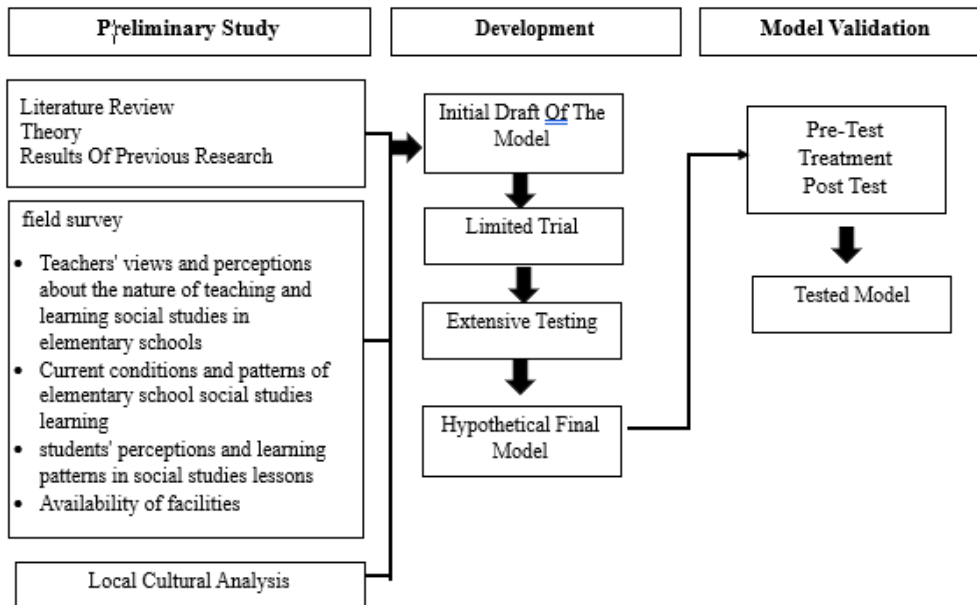 Preliminary Study
Development
Model Validation
Literature Review
Theory
Results Of Previous Research
field survey
• Teachers' views and perceptions
about the nature of teaching and
learning social studies in
elementary schools
• Current conditions and patterns of
elementary school social studies
learning
• students' perceptions and learning
patterns in social studies lessons
• Availability of facilities
Local Cultural Analysis
Initial Draft Of The
Model
Limited Trial
Extensive Testing
Hypothetical Final
Model
Pre-Test
Treatment
Post Test
Tested Model